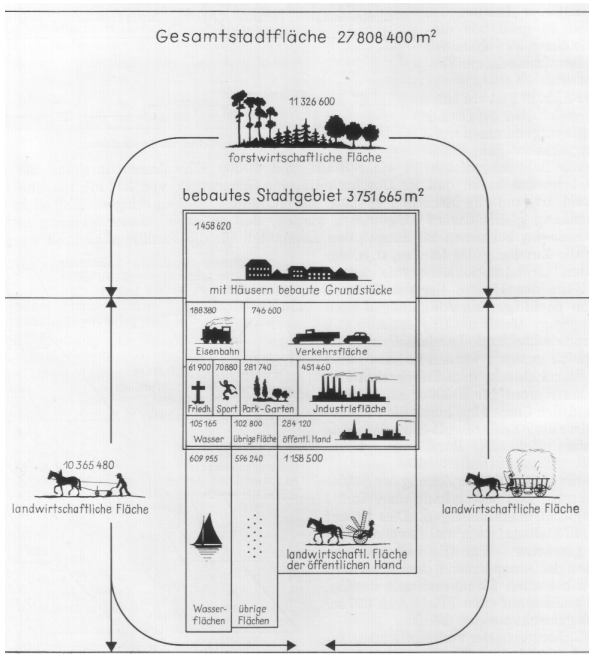 Gesamtstadtfläche 27 808 400 m²
11 326 600
forstwirtschaftliche Fläche
bebautes Stadtgebiet 3 751 665 m²
1 458 620
mit Häusern bebaute Grundstücke
188 380
Eisenbahn
746 600
Verkehrsfläche
61 900
Friedh.
70 880
Sport
281 740
Park-Garten
451 460
Jndustriefläche
105 165
Wasser
102 800
übrige Fläche
284 120
öffentl. Hand
10 365 480
landwirtschaftliche Fläche
609 955
Wasser-
flächen
596 240
übrige
Flächen
1 158 500
landwirtschaftl. Fläche
der öffentlichen Hand
landwirtschaftliche Fläche